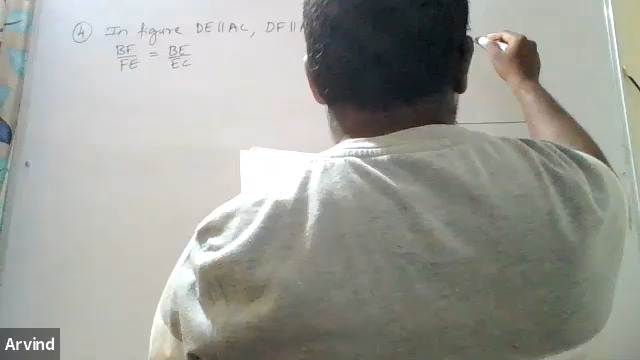 ④ In figure DE||AC, DF||A
BF/FE = BE/EC
Arvind